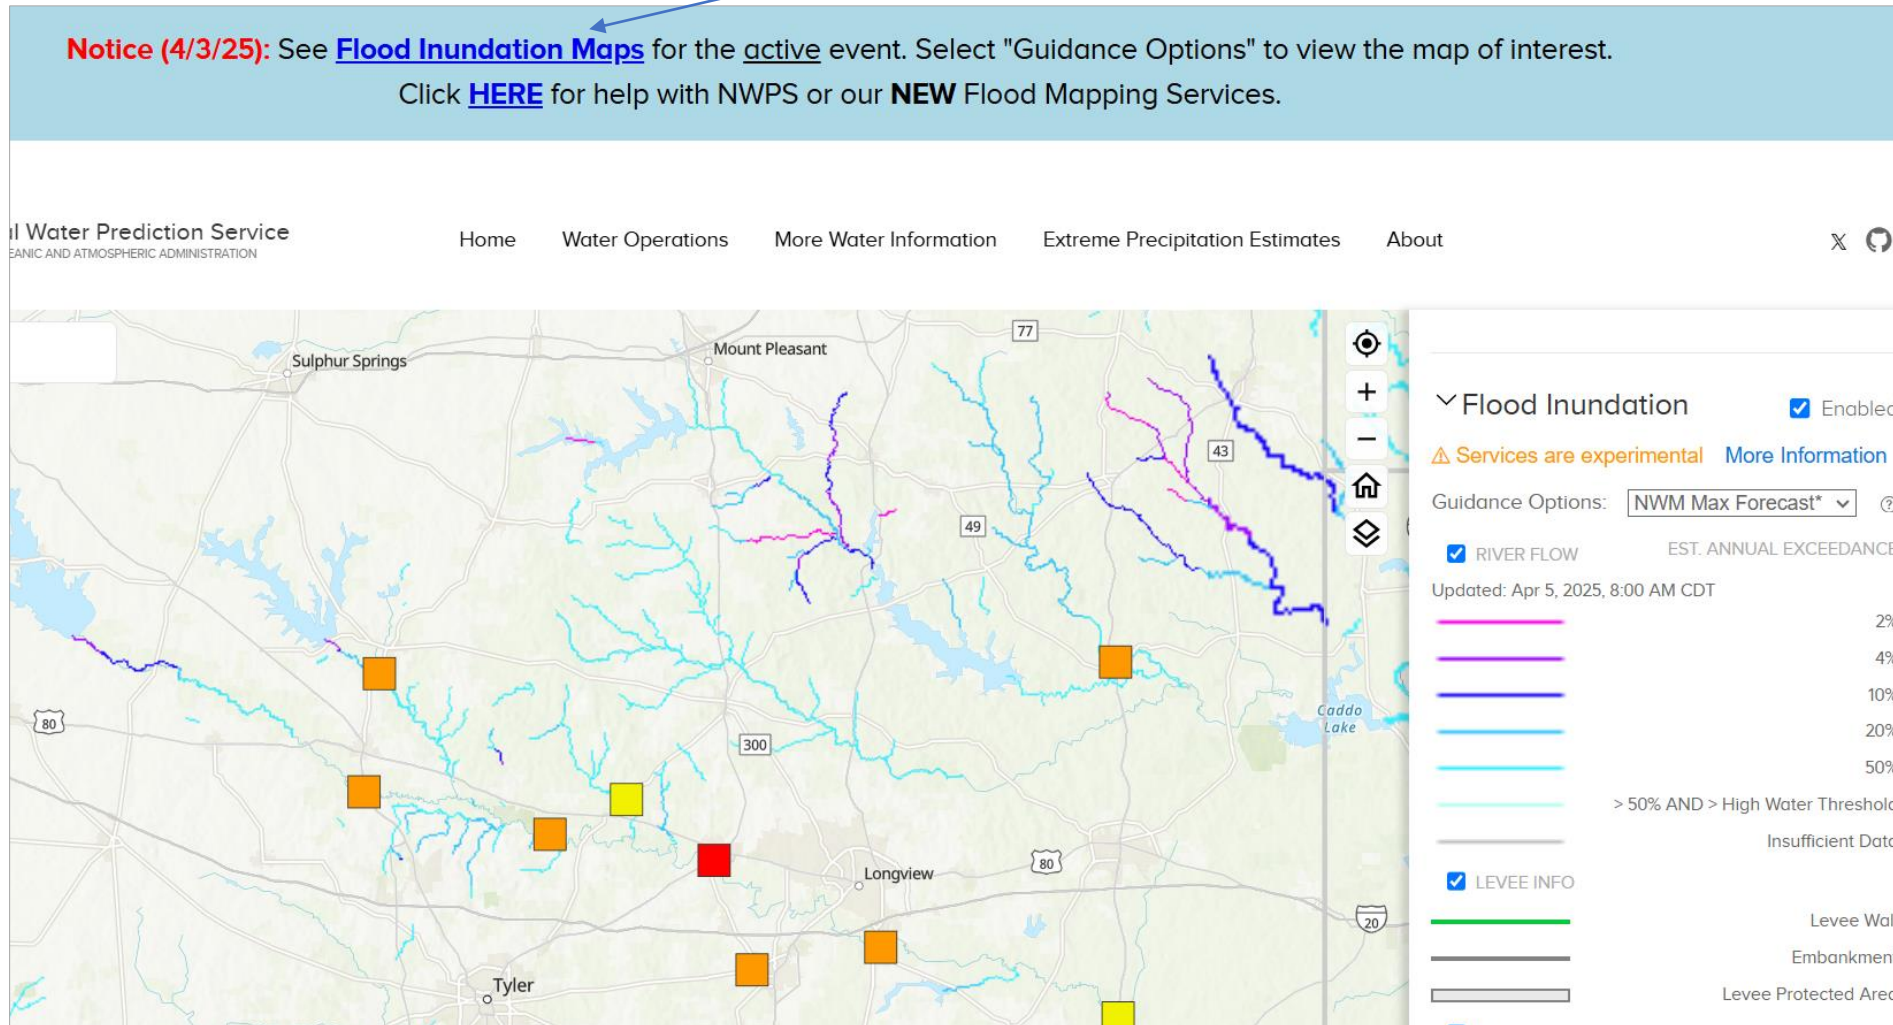 Notice (4/3/25): See Flood Inundation Maps for the active event. Select "Guidance Options" to view the map of interest.
Click HERE for help with NWPS or our NEW Flood Mapping Services.
al Water Prediction Service
EANIC AND ATMOSPHERIC ADMINISTRATION
Home Water Operations More Water Information Extreme Precipitation Estimates About
77
Mount Pleasant
Sulphur Springs
43
49
80
300
Caddo
Lake
80
Longview
20
Tyler
Flood Inundation Enabled
Services are experimental More Information
Guidance Options: NWM Max Forecast*
RIVER FLOW EST. ANNUAL EXCEEDANCE
Updated: Apr 5, 2025, 8:00 AM CDT
2%
4%
10%
20%
50%
> 50% AND > High Water Threshold
Insufficient Data
LEVEE INFO
Levee Wall
Embankment
Levee Protected Area